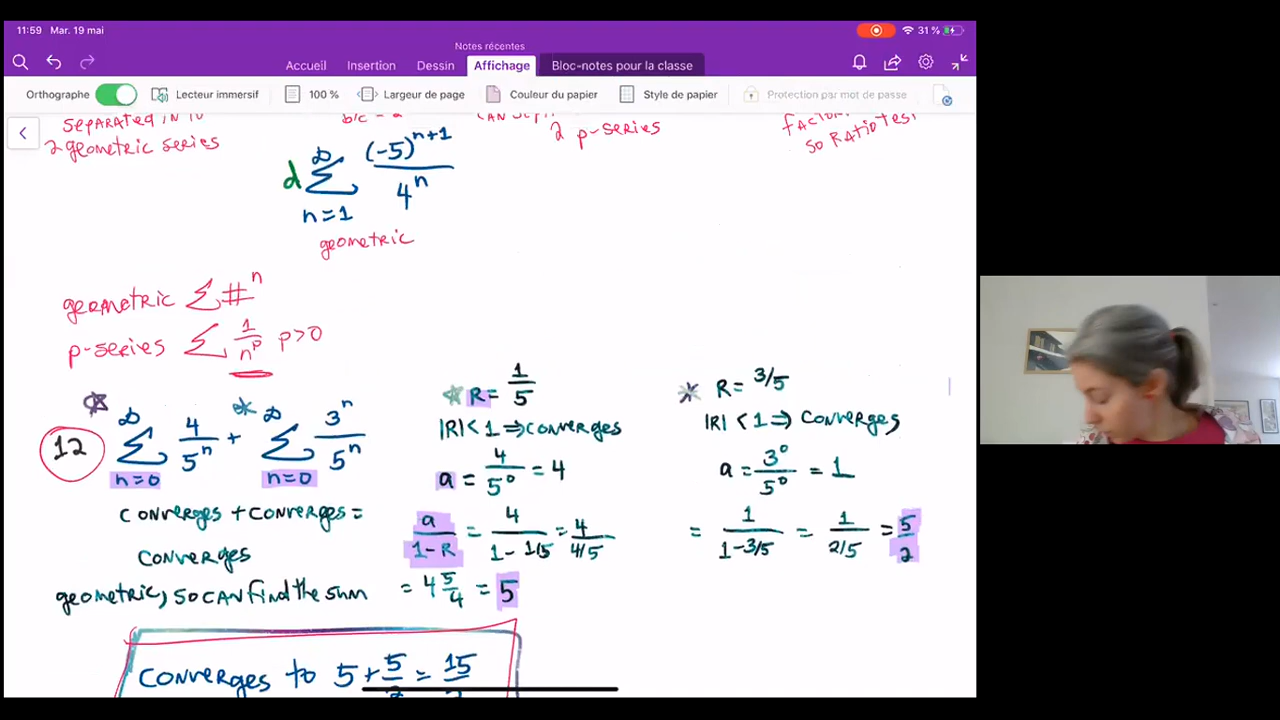 11:59 Mar. 19 mai
31 %
Notes récentes
Accueil Insertion Dessin Affichage Bloc-notes pour la classe
Orthographe Lecteur immersif 100 % Largeur de page Couleur du papier Style de papier Protection par mot de passe
SEPARATED IN TO
2 geometric series
2 p-series
so RATIO TEST
d ∞ Σ n=1 (-5)^(n+1) / 4^n
geometric
geometric Σ #^n
p-series Σ 1/n^p p>0
12 ∞ Σ n=0 4/5^n + ∞ Σ n=0 3^n/5^n
converges + converges =
converges
geometric, so can find the sum
R = 1/5
|R| < 1 ⇒ converges
a = 4/5^0 = 4
a/(1-R) = 4/(1-1/5) = 4/(4/5)
= 4 5/4 = 5
R = 3/5
|R| < 1 ⇒ converges
a = 3^0/5^0 = 1
= 1/(1-3/5) = 1/(2/5) = 5/2
Converges to 5 + 5/2 = 15/2